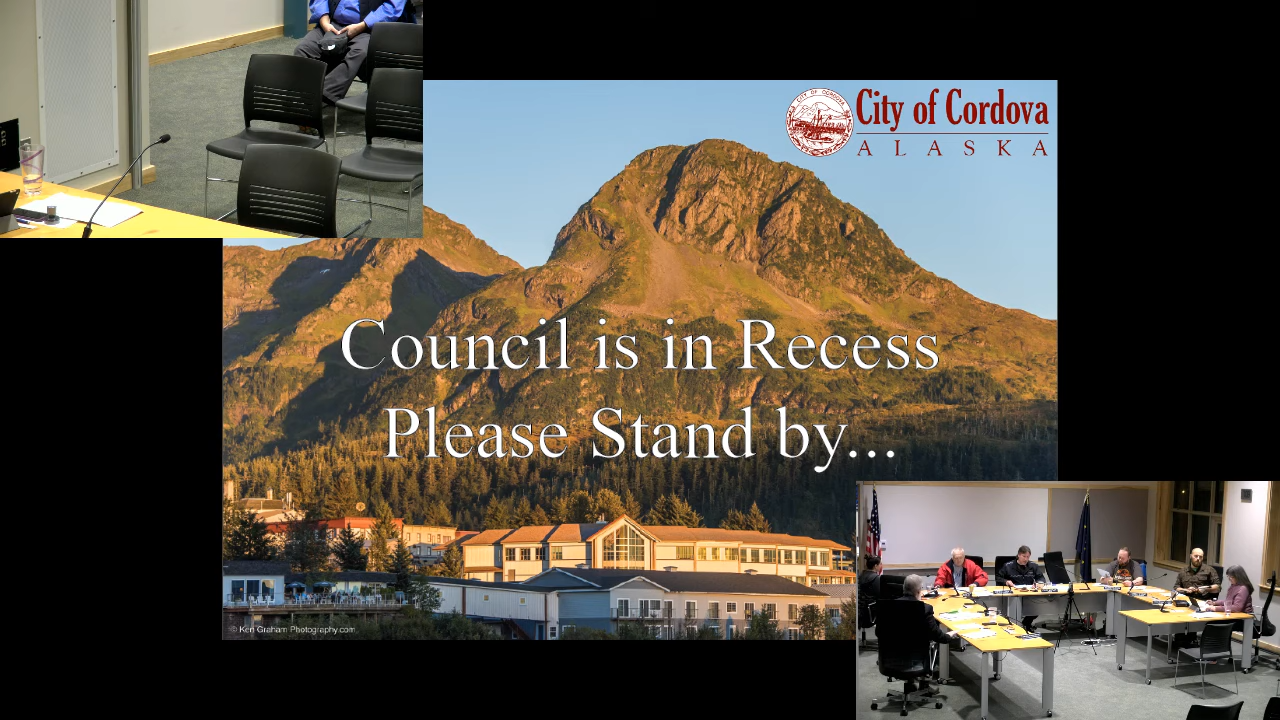 City of Cordova
ALASKA
Council is in Recess
Please Stand by...
© Ken Graham Photography.com